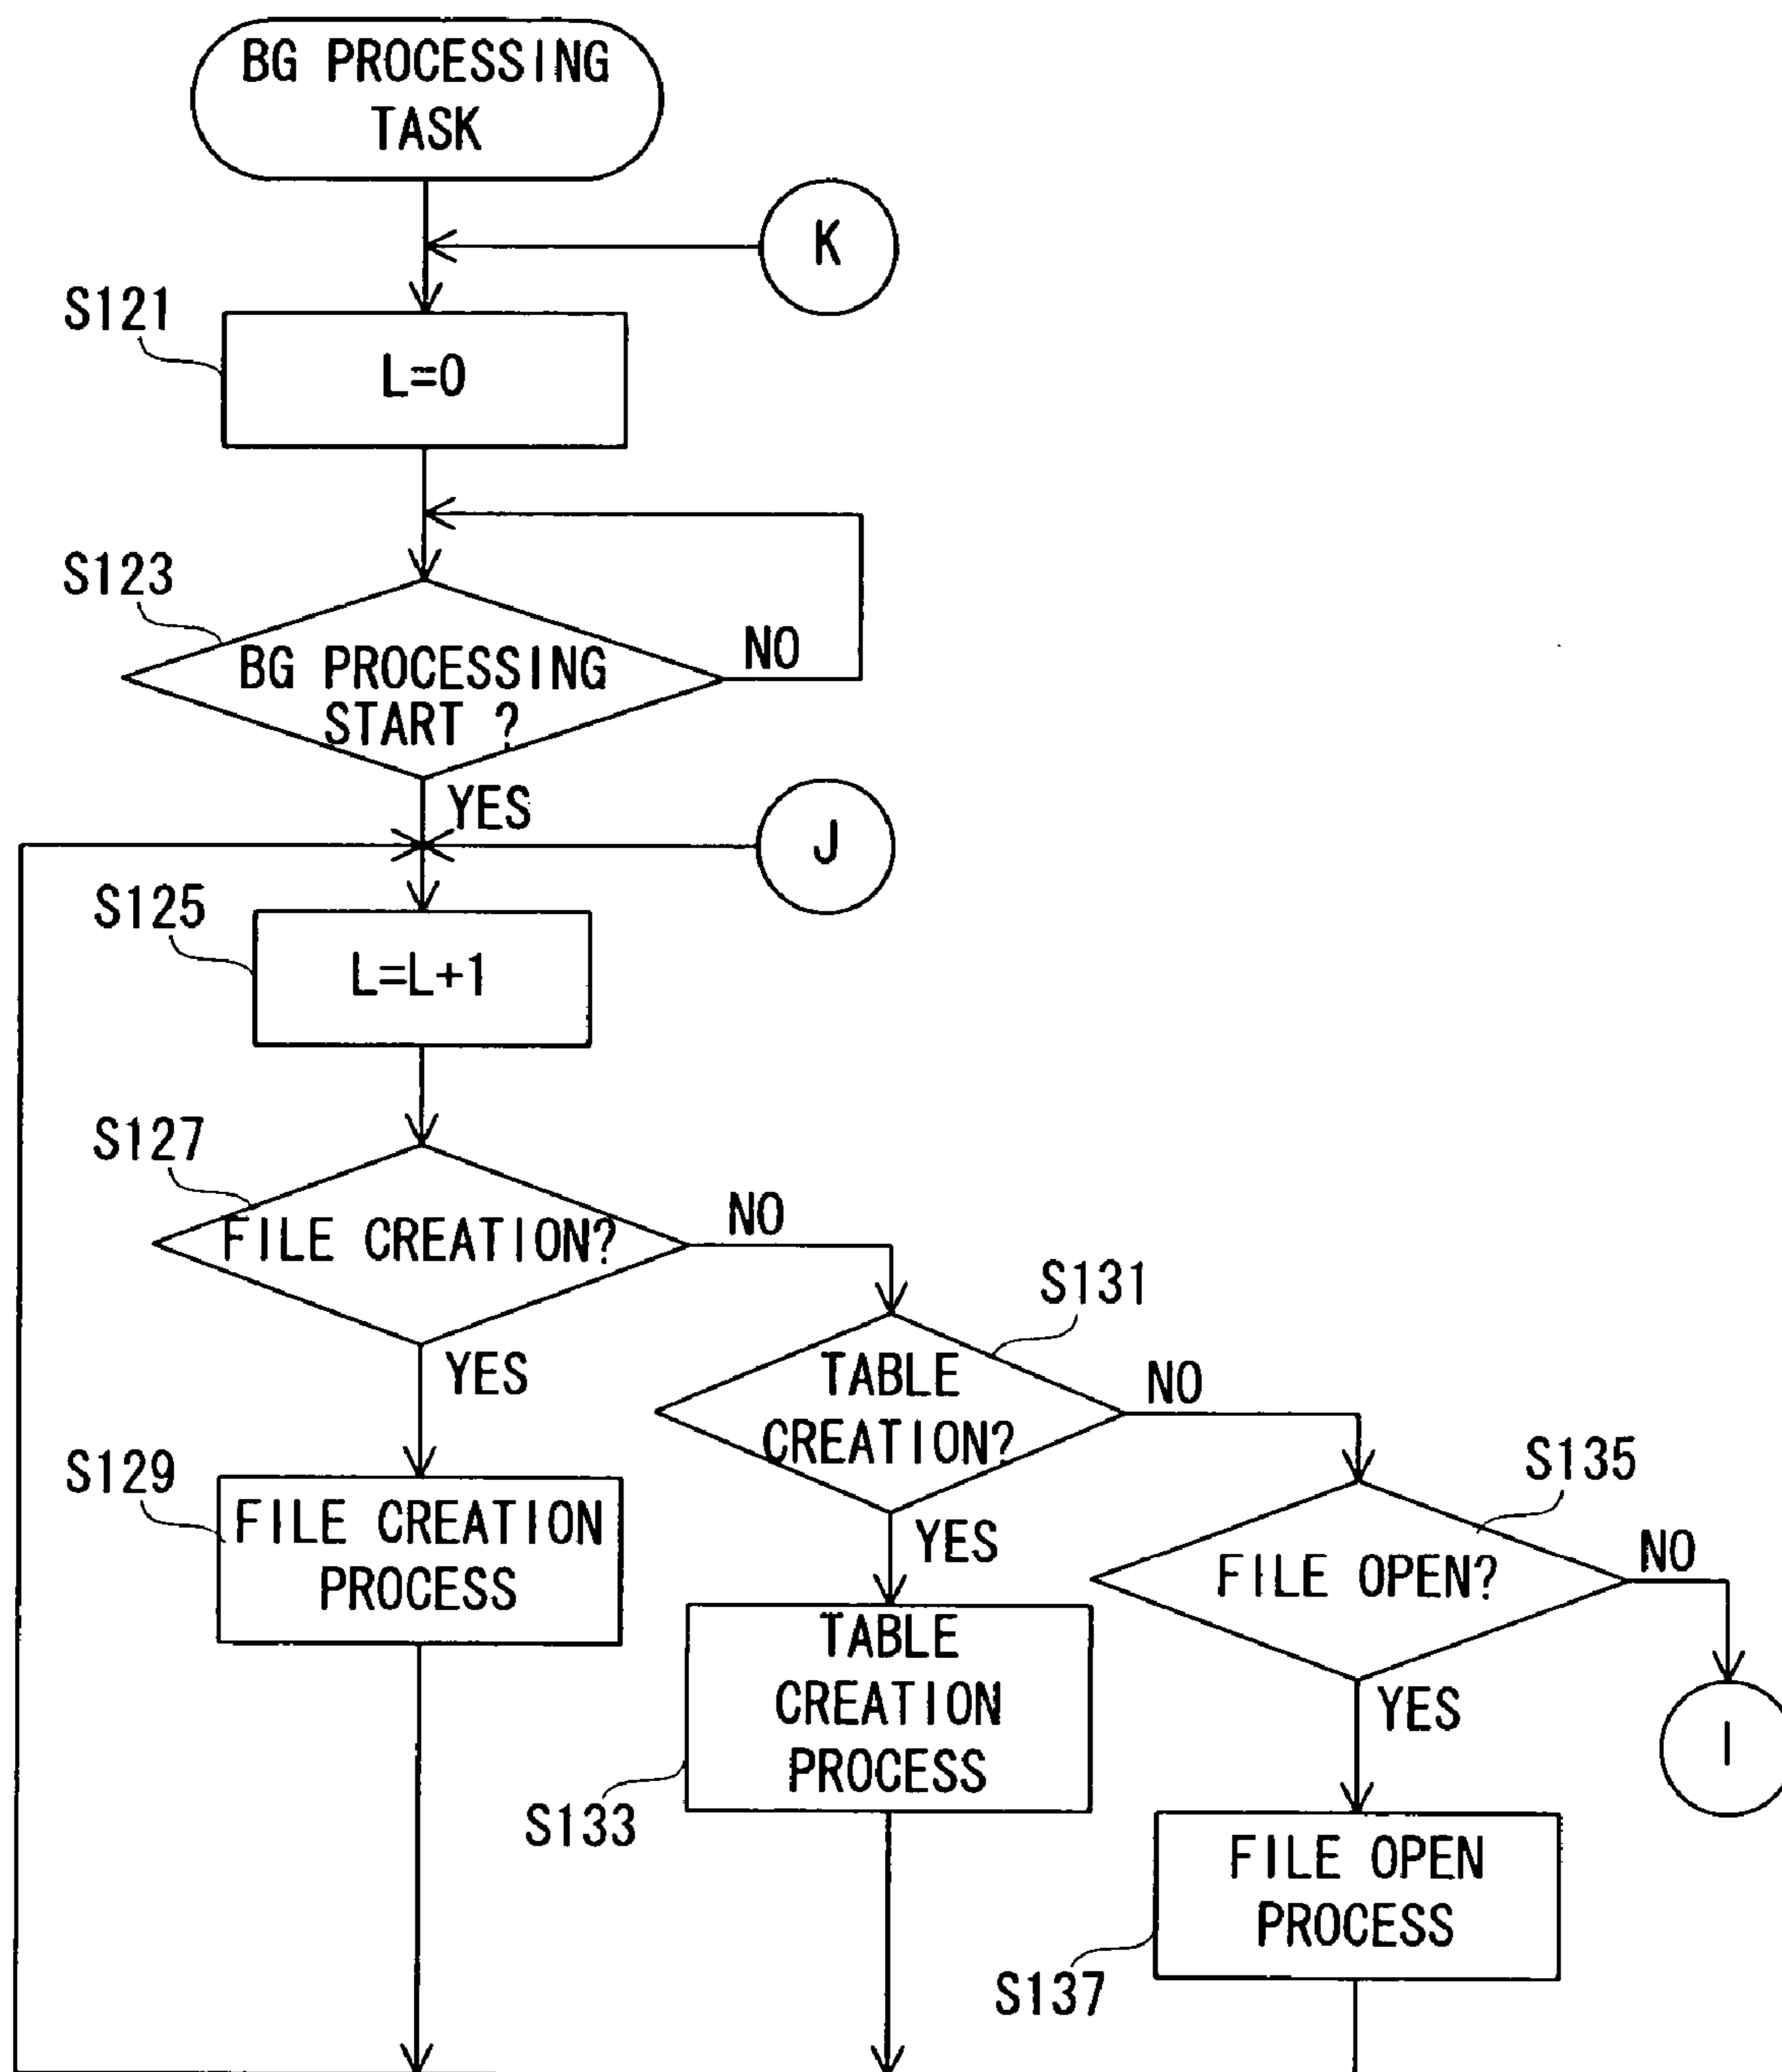 BG PROCESSING
TASK
K
S121
L=0
S123
BG PROCESSING
START ?
NO
YES
J
S125
L=L+1
S127
FILE CREATION?
NO
YES
S131
TABLE
CREATION?
NO
YES
S129
FILE CREATION
PROCESS
S135
FILE OPEN?
NO
YES
I
TABLE
CREATION
PROCESS
S133
FILE OPEN
PROCESS
S137